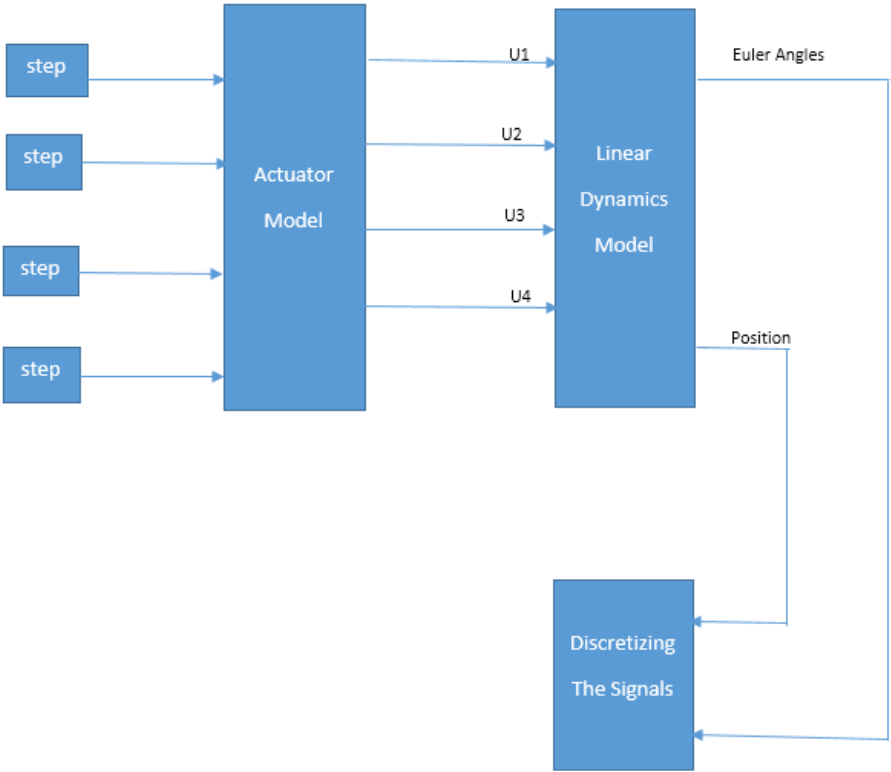 step
step
step
step
Actuator
Model
U1
U2
U3
U4
Linear
Dynamics
Model
Euler Angles
Position
Discretizing
The Signals